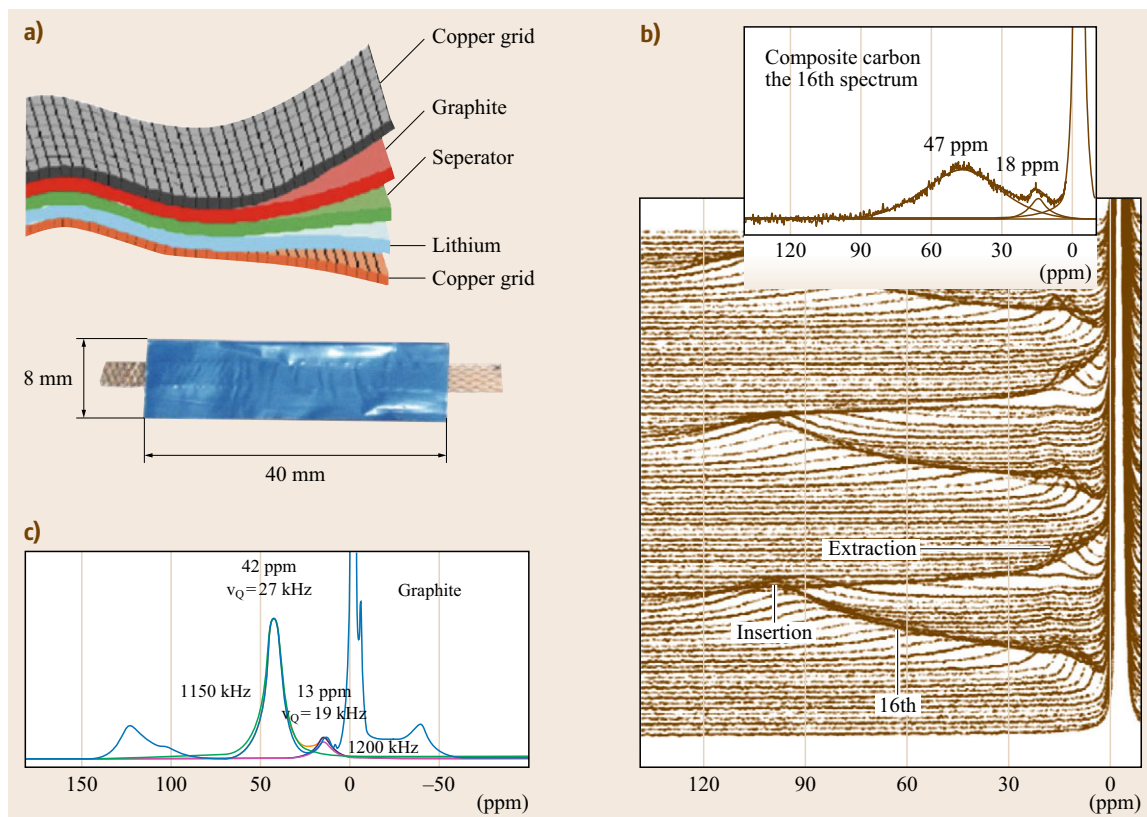 a)
Copper grid
Graphite
Seperator
Lithium
Copper grid
8 mm
40 mm
b)
Composite carbon
the 16th spectrum
47 ppm
18 ppm
120 90 60 30 0
(ppm)
Extraction
Insertion
16th
120 90 60 30 0
(ppm)
c)
42 ppm
vQ = 27 kHz
Graphite
1150 kHz
13 ppm
vQ = 19 kHz
1200 kHz
150 100 50 0 –50
(ppm)